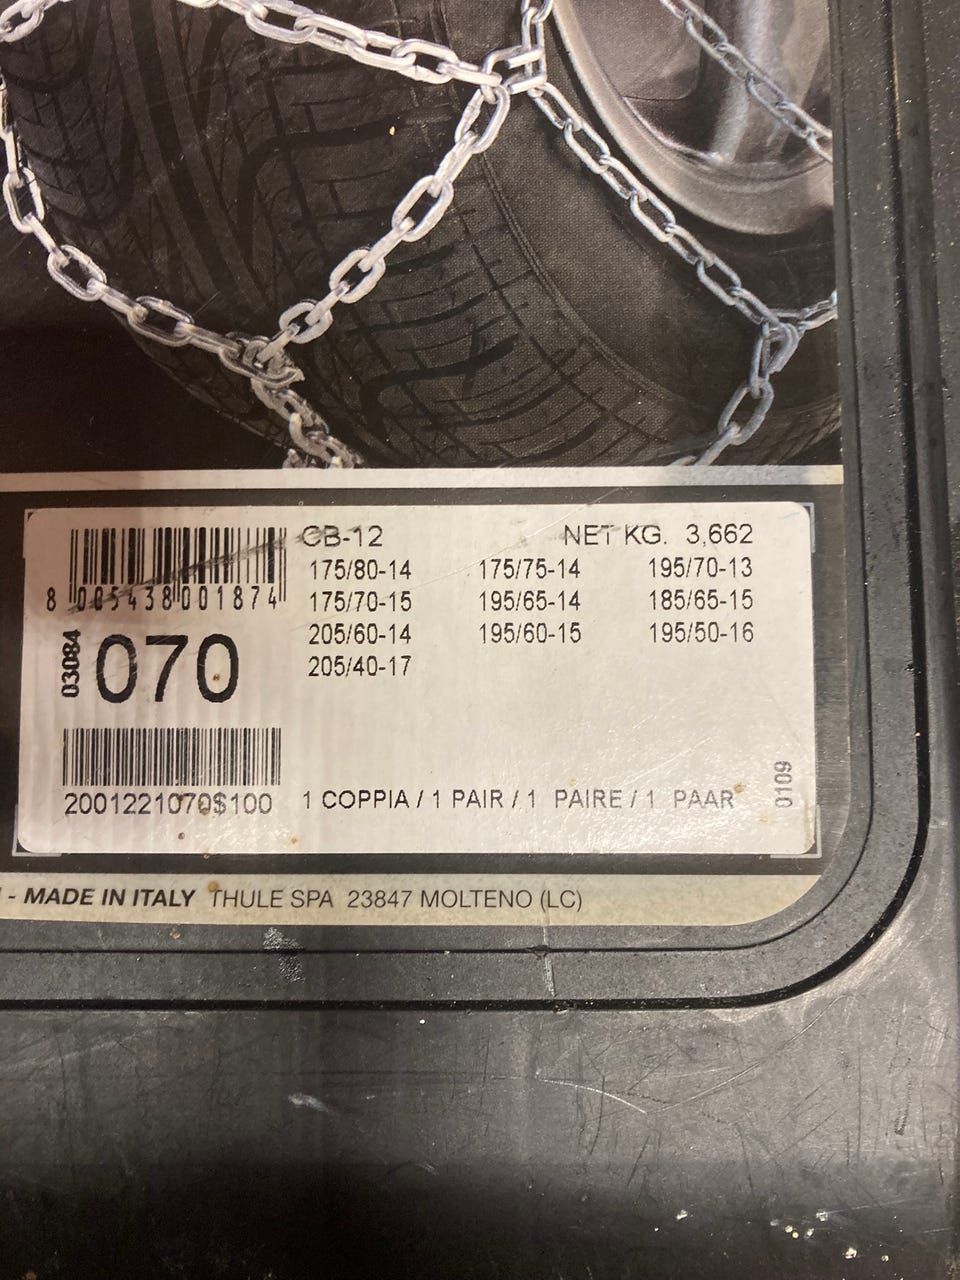 CB-12 NET KG. 3,662
175/80-14 175/75-14 195/70-13
175/70-15 195/65-14 185/65-15
205/60-14 195/60-15 195/50-16
205/40-17
8 005438 001874
03084
070
2001221070$100
1 COPPIA / 1 PAIR / 1 PAIRE / 1 PAAR
0109
- MADE IN ITALY THULE SPA 23847 MOLTENO (LC)